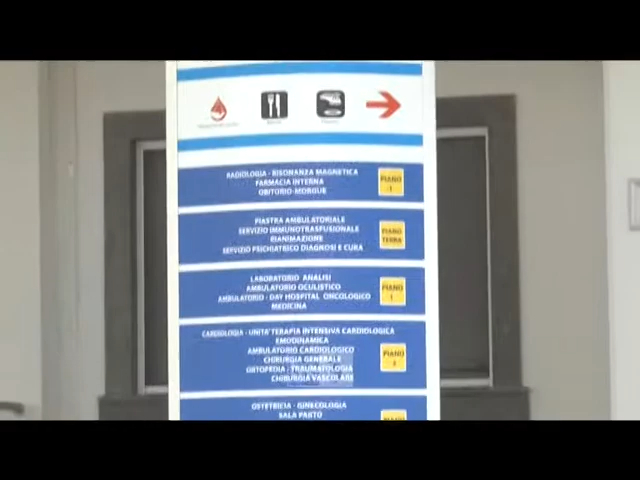 RADIOLOGIA - RISONANZA MAGNETICA
FARMACIA INTERNA
OBITORIO-MORGUE
PIANO
PIASTRA AMBULATORIALE
SERVIZIO IMMUNOTRASFUSIONALE
RIANIMAZIONE
SERVIZIO PSICHIATRICO DIAGNOSI E CURA
PIANO
TERRA
LABORATORIO ANALISI
AMBULATORIO OCULISTICO
AMBULATORIO - DAY HOSPITAL ONCOLOGICO
MEDICINA
PIANO
1
CARDIOLOGIA - UNITA' TERAPIA INTENSIVA CARDIOLOGICA
EMODINAMICA
AMBULATORIO CARDIOLOGICO
CHIRURGIA GENERALE
ORTOPEDIA - TRAUMATOLOGIA
CHIRURGIA VASCOLARE
PIANO
2
OSTETRICIA - GINECOLOGIA
SALA PARTO
PIANO